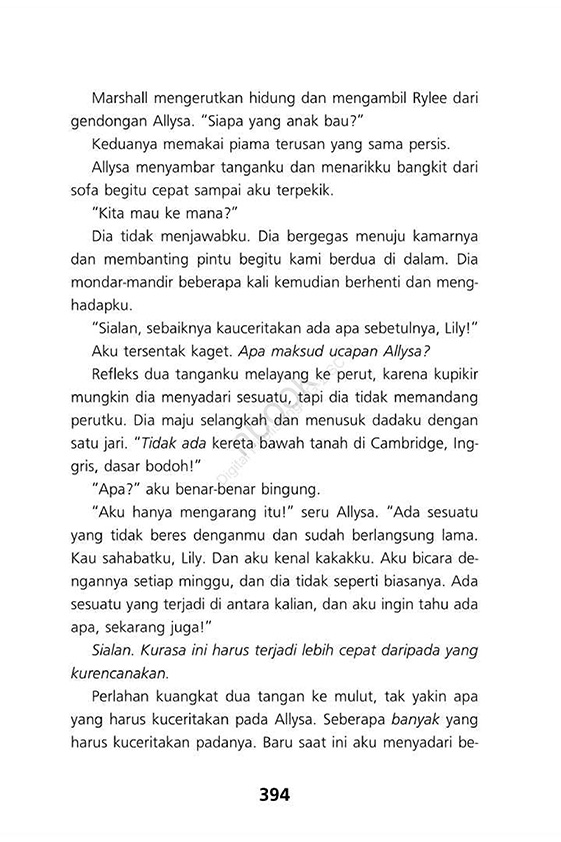 Marshall mengerutkan hidung dan mengambil Rylee dari
gendongan Allysa. “Siapa yang anak bau?”
Keduanya memakai piama terusan yang sama persis.
Allysa menyambar tanganku dan menarikku bangkit dari
sofa begitu cepat sampai aku terpekik.
“Kita mau ke mana?”
Dia tidak menjawabku. Dia bergegas menuju kamarnya
dan membanting pintu begitu kami berdua di dalam. Dia
mondar-mandir beberapa kali kemudian berhenti dan meng-
hadapku.
“Sialan, sebaiknya kauceritakan ada apa sebetulnya, Lily!”
Aku tersentak kaget. Apa maksud ucapan Allysa?
Refleks dua tanganku melayang ke perut, karena kupikir
mungkin dia menyadari sesuatu, tapi dia tidak memandang
perutku. Dia maju selangkah dan menusuk dadaku dengan
satu jari. “Tidak ada kereta bawah tanah di Cambridge, Ing-
gris, dasar bodoh!”
“Apa?” aku benar-benar bingung.
“Aku hanya mengarang itu!” seru Allysa. “Ada sesuatu
yang tidak beres denganmu dan sudah berlangsung lama.
Kau sahabatku, Lily. Dan aku kenal kakakku. Aku bicara de-
ngannya setiap minggu, dan dia tidak seperti biasanya. Ada
sesuatu yang terjadi di antara kalian, dan aku ingin tahu ada
apa, sekarang juga!”
Sialan. Kurasa ini harus terjadi lebih cepat daripada yang
kurencanakan.
Perlahan kuangkat dua tangan ke mulut, tak yakin apa
yang harus kuceritakan pada Allysa. Seberapa banyak yang
harus kuceritakan padanya. Baru saat ini aku menyadari be-
394